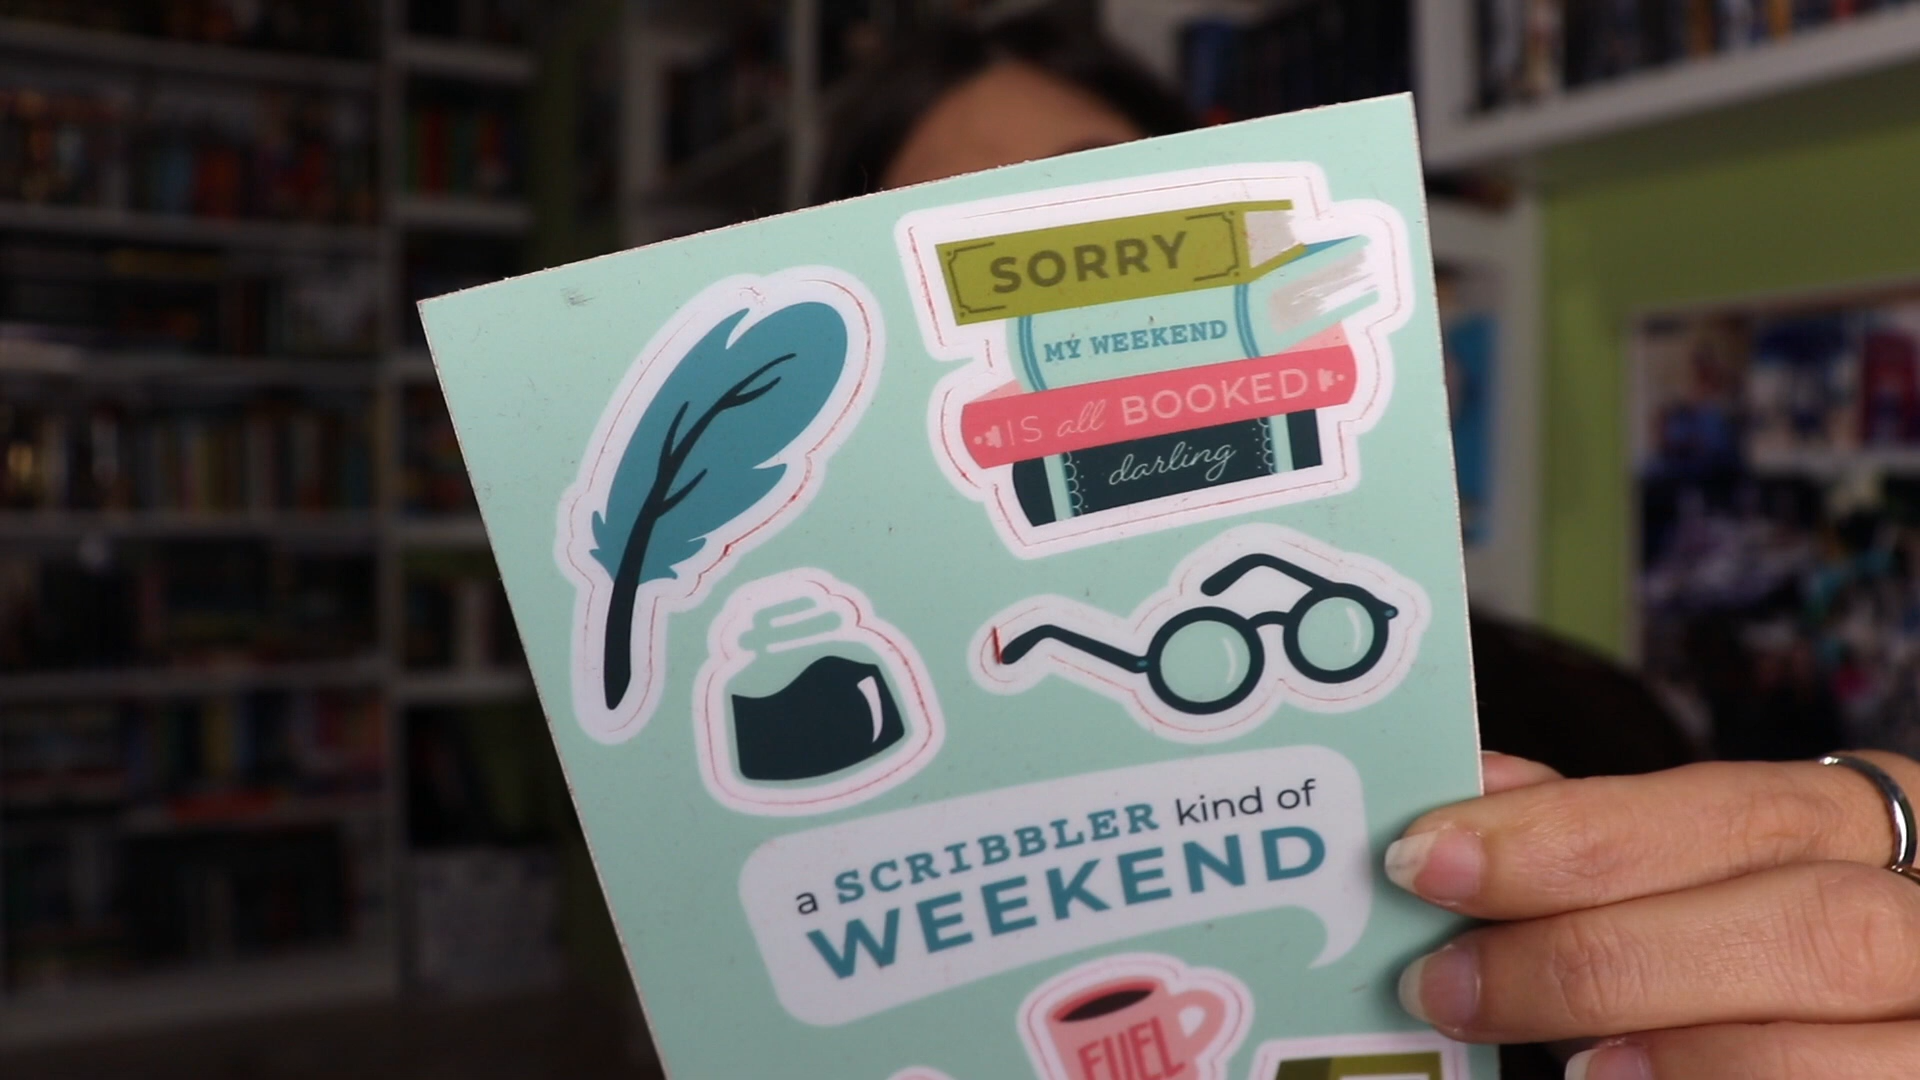 SORRY
MY WEEKEND
IS all BOOKED
darling
a SCRIBBLER kind of
WEEKEND
FUEL